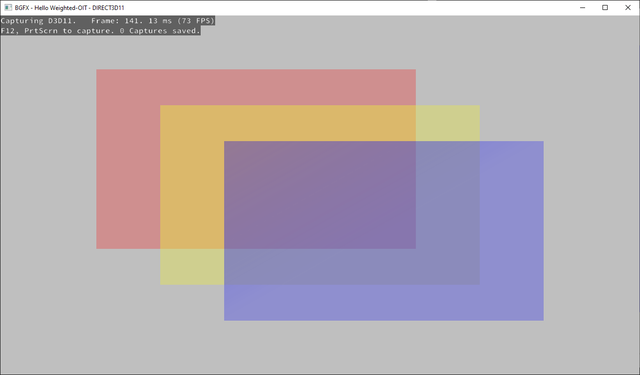 BGFX - Hello Weighted-OIT - DIRECT3D11
Capturing D3D11. Frame: 141. 13 ms (73 FPS)
F12, PrtScrn to capture. 0 Captures saved.